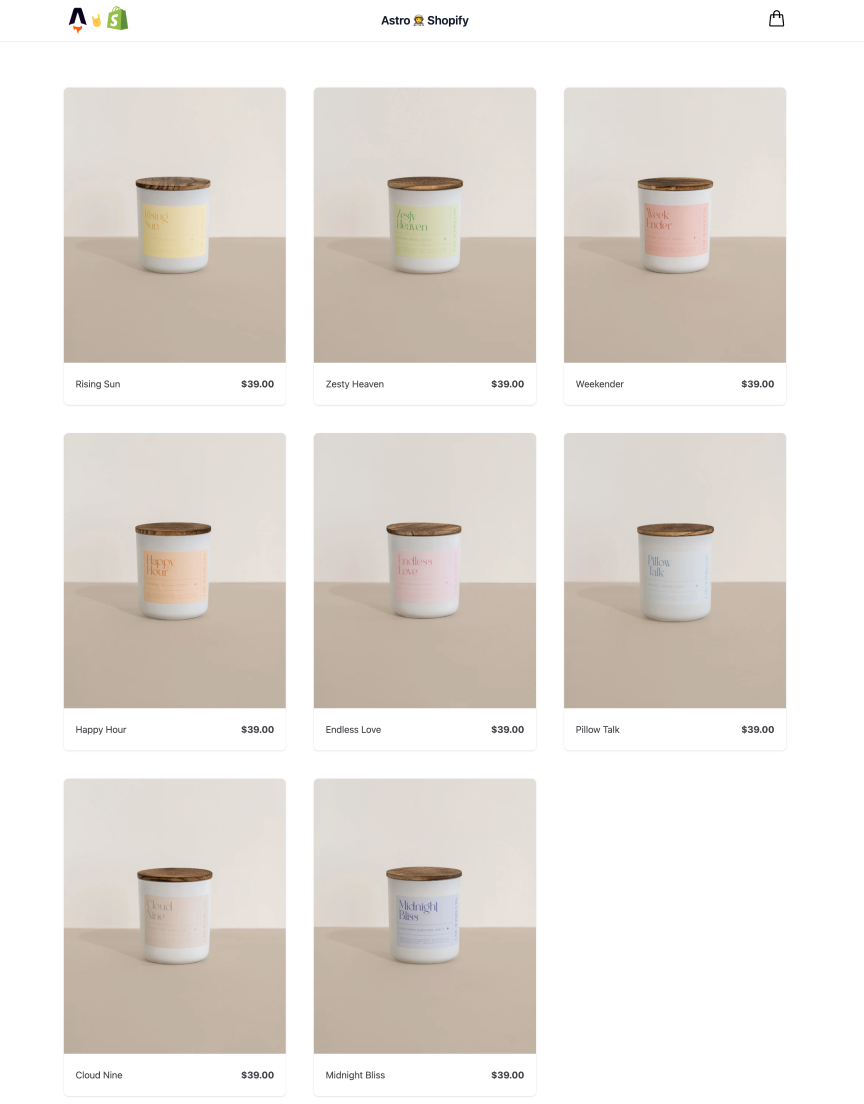 Astro 🧑‍🚀 Shopify
Rising
Sun
Zesty
Heaven
Week
Ender
Rising Sun
$39.00
Zesty Heaven
$39.00
Weekender
$39.00
Happy
Hour
Endless
Love
Pillow
Talk
Happy Hour
$39.00
Endless Love
$39.00
Pillow Talk
$39.00
Cloud
Nine
Midnight
Bliss
Cloud Nine
$39.00
Midnight Bliss
$39.00